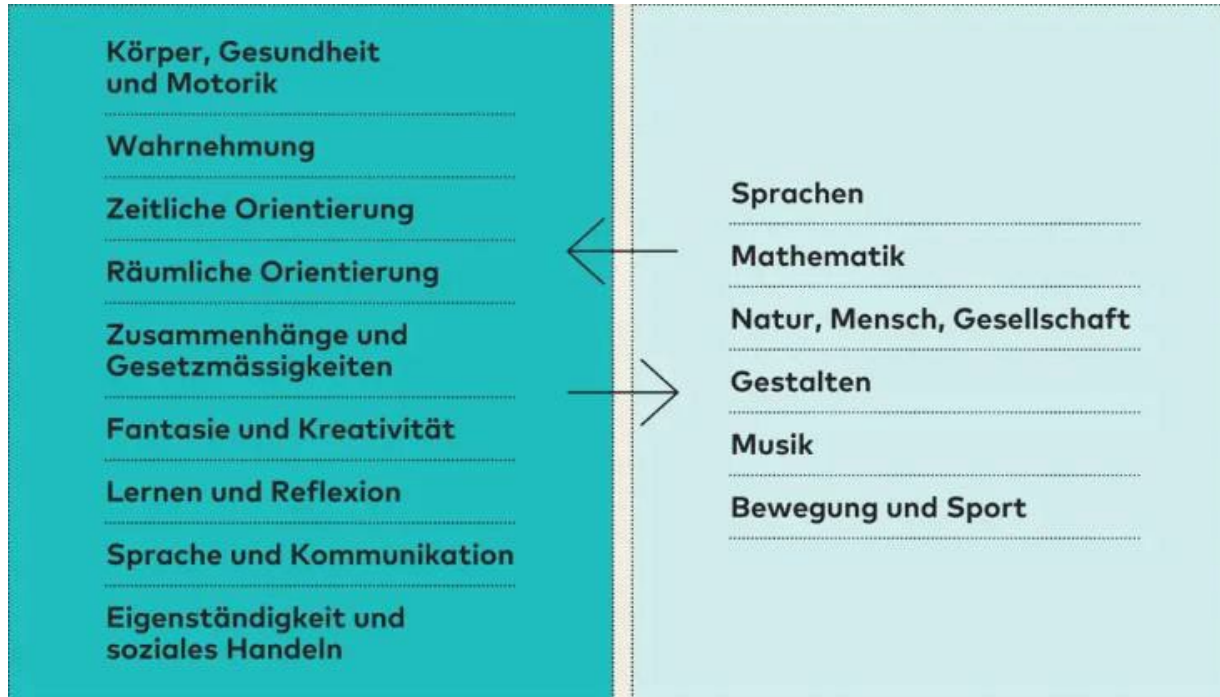 Körper, Gesundheit
und Motorik
Wahrnehmung
Zeitliche Orientierung
Räumliche Orientierung
Zusammenhänge und
Gesetzmässigkeiten
Fantasie und Kreativität
Lernen und Reflexion
Sprache und Kommunikation
Eigenständigkeit und
soziales Handeln
Sprachen
Mathematik
Natur, Mensch, Gesellschaft
Gestalten
Musik
Bewegung und Sport